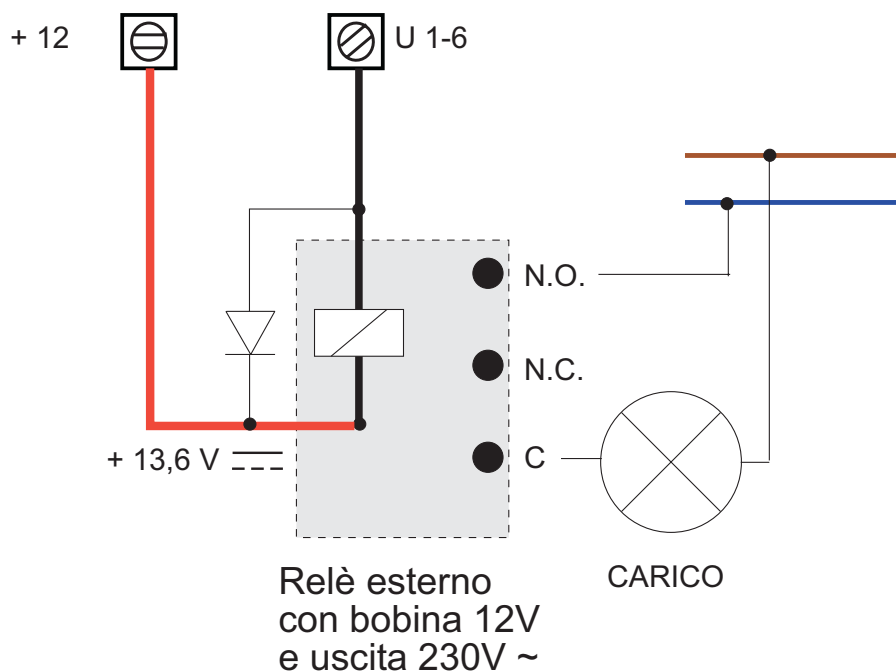 + 12
U 1-6
N.O.
N.C.
+ 13,6 V
C
CARICO
Relè esterno
con bobina 12V
e uscita 230V ~